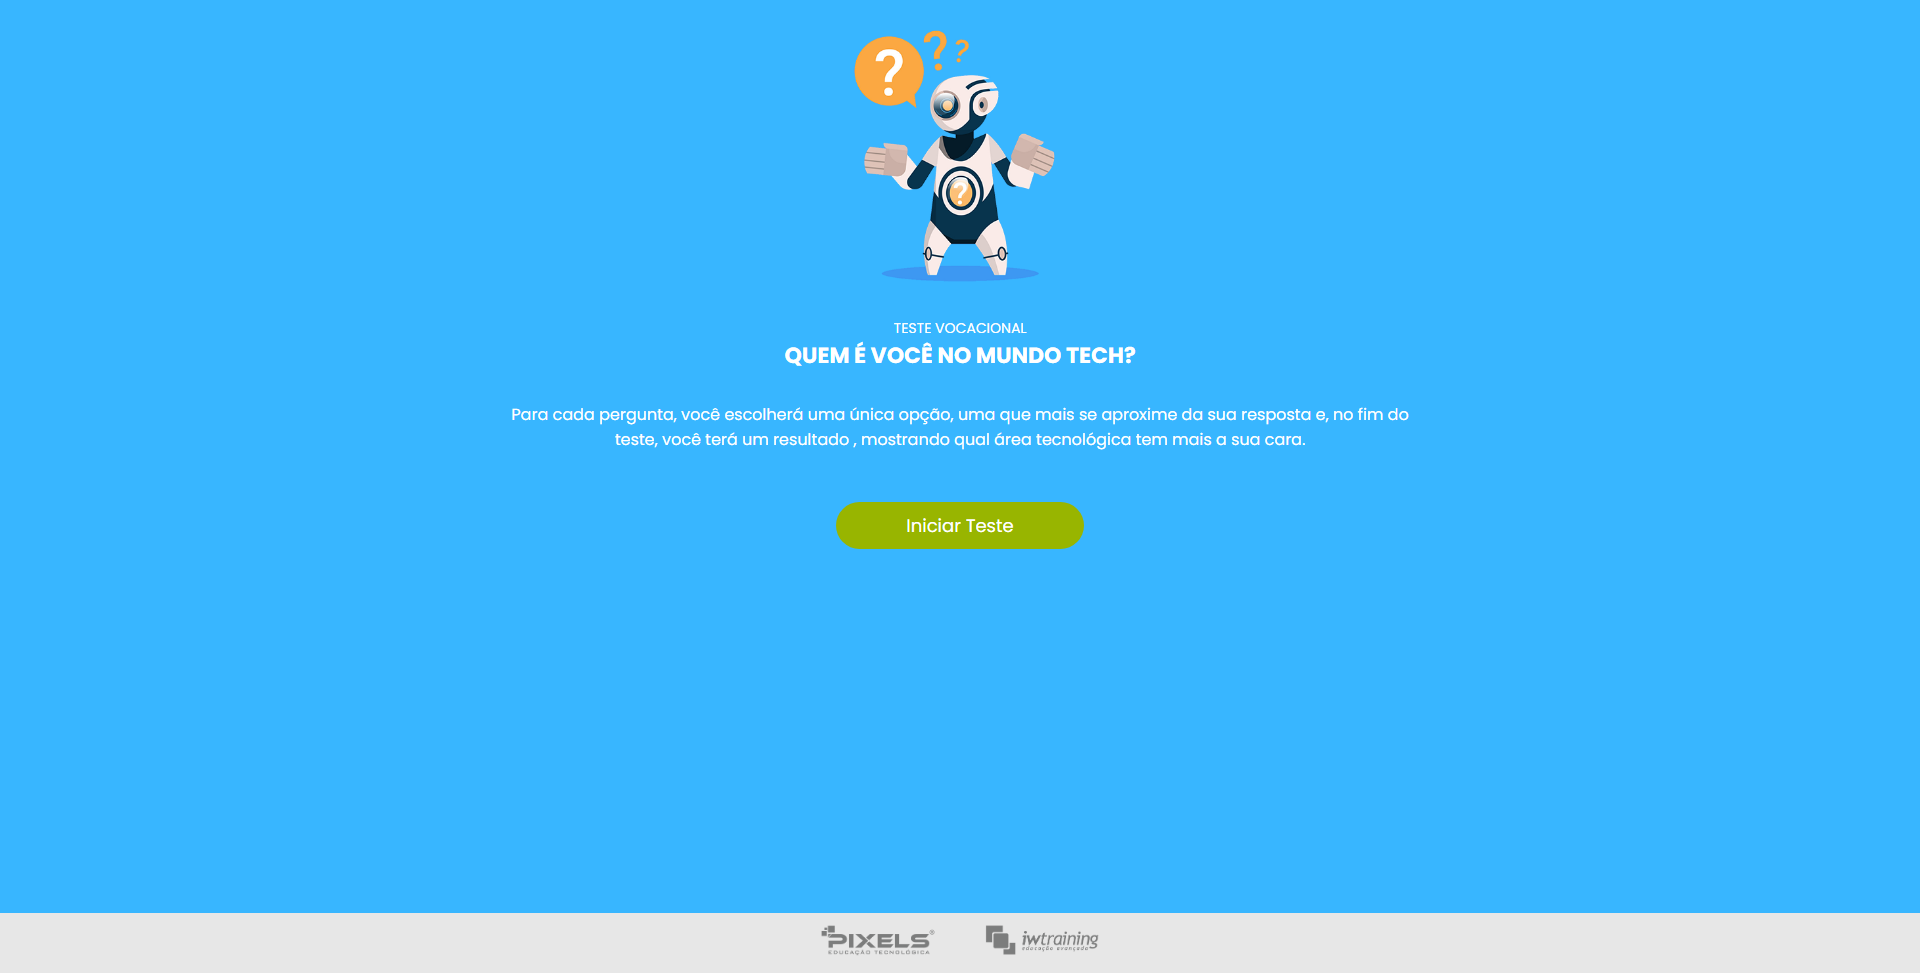 ?
?
?
?
TESTE VOCACIONAL
QUEM É VOCÊ NO MUNDO TECH?
Para cada pergunta, você escolherá uma única opção, uma que mais se aproxime da sua resposta e, no fim do
teste, você terá um resultado , mostrando qual área tecnológica tem mais a sua cara.
Iniciar Teste
PIXELS®
EDUCAÇÃO TECNOLÓGICA
iwtraining
educação avançada